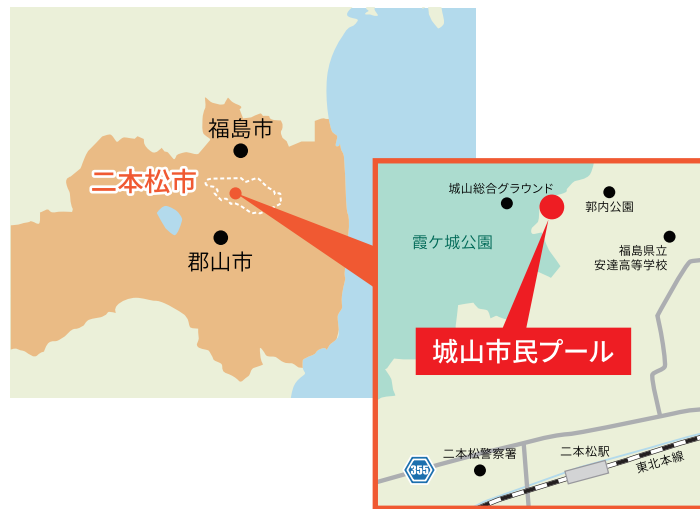 福島市
二本松市
郡山市
城山総合グラウンド
郭内公園
霞ケ城公園
福島県立
安達高等学校
城山市民プール
二本松警察署
二本松駅
東北本線
355